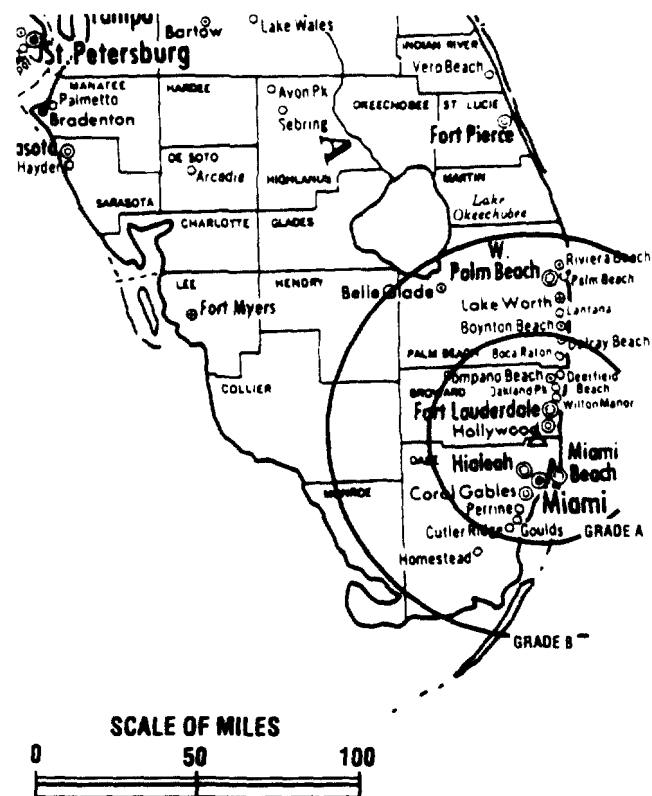 Tampa
Bartow
Lake Wales
St. Petersburg
INDIAN RIVER
Vero Beach
MANATEE
HARDEE
Avon Pk
OKEECHOBEE
ST LUCIE
Palmetto
Bradenton
Sebring
Fort Pierce
asota
Hayden
DE SOTO
Arcadia
HIGHLANDS
MARTIN
SARASOTA
Lake
Okeechobee
CHARLOTTE
GLADES
W.
Palm Beach
Riviera Beach
Palm Beach
LEE
HENDRY
Belle Glade
Lake Worth
Lantana
Fort Myers
Boynton Beach
Delray Beach
PALM BEACH
Boca Raton
COLLIER
Pompano Beach
Deerfield
Beach
BROWARD
Oakland Pk
Wilton Manor
Fort Lauderdale
Hollywood
DADE
Hialeah
Miami
Beach
MONROE
Coral Gables
Miami
Perrine
Cutler Ridge
Goulds
GRADE A
Homestead
GRADE B
SCALE OF MILES
0 50 100